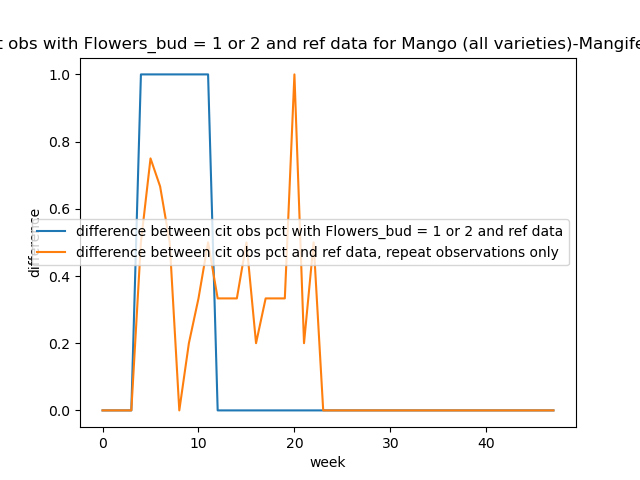 t obs with Flowers_bud = 1 or 2 and ref data for Mango (all varieties)-Mangife
1.0
0.8
0.6
difference between cit obs pct with Flowers_bud = 1 or 2 and ref data
difference between cit obs pct and ref data, repeat observations only
difference
0.4
0.2
0.0
0 10 20 30 40
week